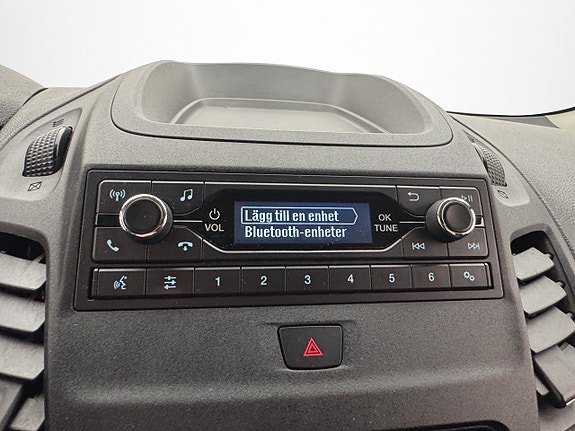 Lägg till en enhet
Bluetooth-enheter
VOL
OK
TUNE
1
2
3
4
5
6